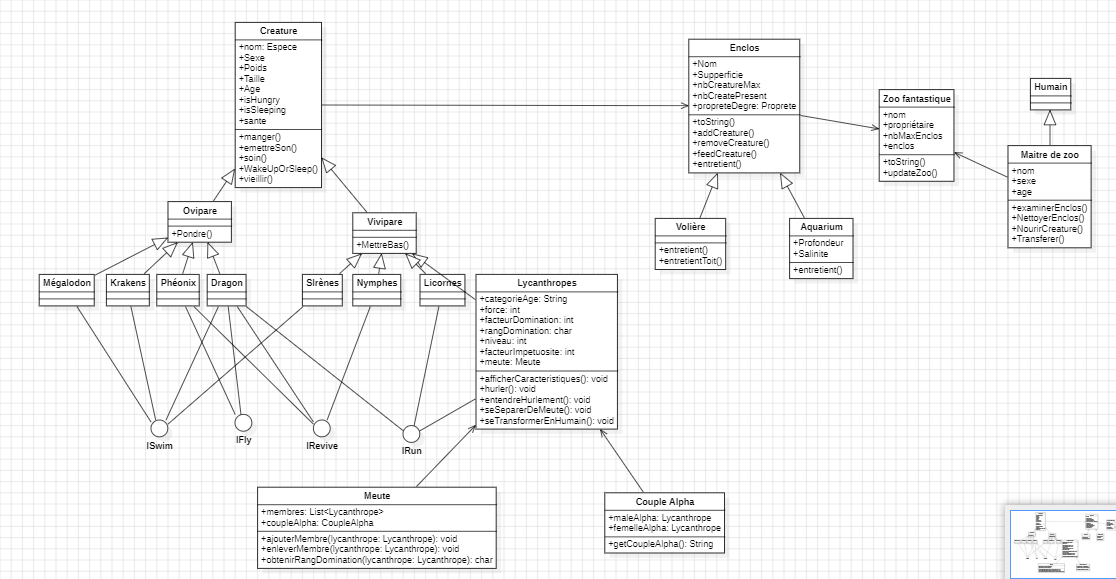 Creature
+nom: Espece
+Sexe
+Poids
+Taille
+Age
+isHungry
+isSleeping
+sante
+manger()
+emettreSon()
+soin()
+WakeUpOrSleep()
+vieillir()
Enclos
+Nom
+Supperficie
+nbCreatureMax
+nbCreatePresent
+propreteDegre: Proprete
+toString()
+addCreature()
+removeCreature()
+feedCreature()
+entretient()
Zoo fantastique
+nom
+propriétaire
+nbMaxEnclos
+enclos
+toString()
+updateZoo()
Humain
Maitre de zoo
+nom
+sexe
+age
+examinerEnclos()
+NettoyerEnclos()
+NourirCreature()
+Transferer()
Ovipare
+Pondre()
Vivipare
+MettreBas()
Volière
+entretient()
+entretientToit()
Aquarium
+Profondeur
+Salinite
+entretient()
Mégalodon
Krakens
Phéonix
Dragon
SIrènes
Nymphes
Licornes
Lycanthropes
+categorieAge: String
+force: int
+facteurDomination: int
+rangDomination: char
+niveau: int
+facteurImpetuosite: int
+meute: Meute
+afficherCaracteristiques(): void
+hurler(): void
+entendreHurlement(): void
+seSeparerDeMeute(): void
+seTransformerEnHumain(): void
ISwim
IFly
IRevive
IRun
Meute
+membres: List<Lycanthrope>
+coupleAlpha: CoupleAlpha
+ajouterMembre(lycanthrope: Lycanthrope): void
+enleverMembre(lycanthrope: Lycanthrope): void
+obtenirRangDomination(lycanthrope: Lycanthrope): char
Couple Alpha
+maleAlpha: Lycanthrope
+femelleAlpha: Lycanthrope
+getCoupleAlpha(): String